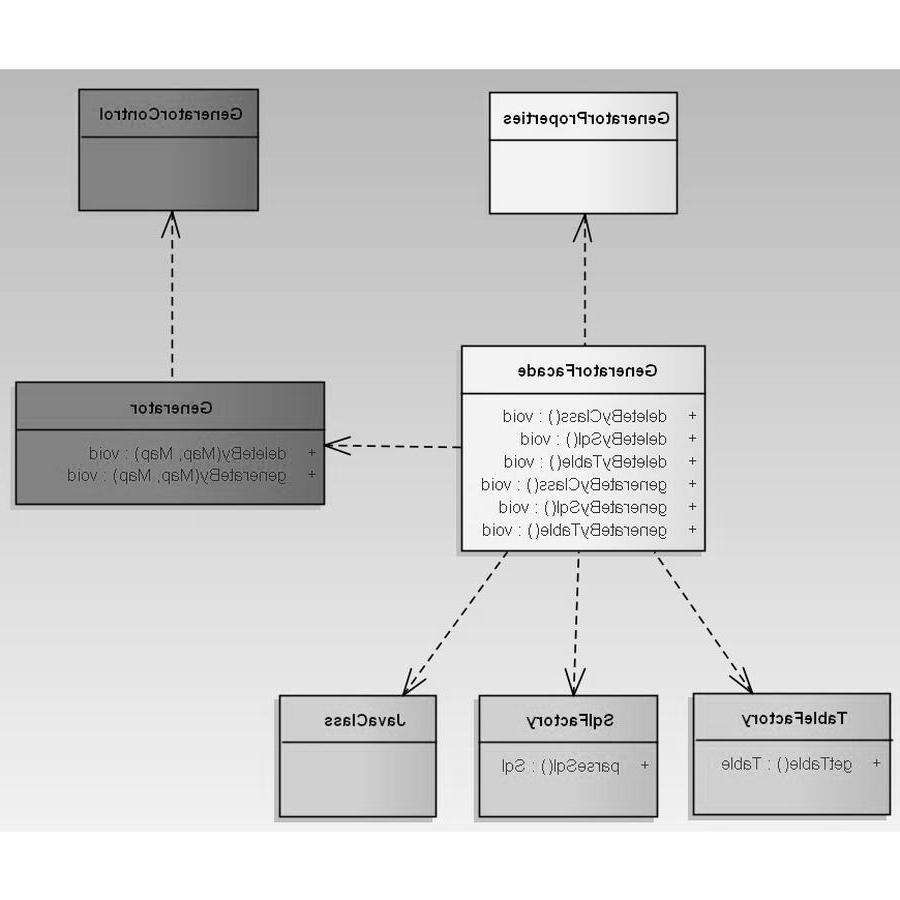 GeneratorProperties
GeneratorControl
GeneratorFacade
+ deleteByClass() : void
+ deleteBySql() : void
+ deleteByTable() : void
+ generateByClass() : void
+ generateBySql() : void
+ generateByTable() : void
Generator
+ deleteBy(Map, Map) : void
+ generateBy(Map, Map) : void
TableFactory
+ getTable() : Table
SqlFactory
+ parseSql() : Sql
JavaClass